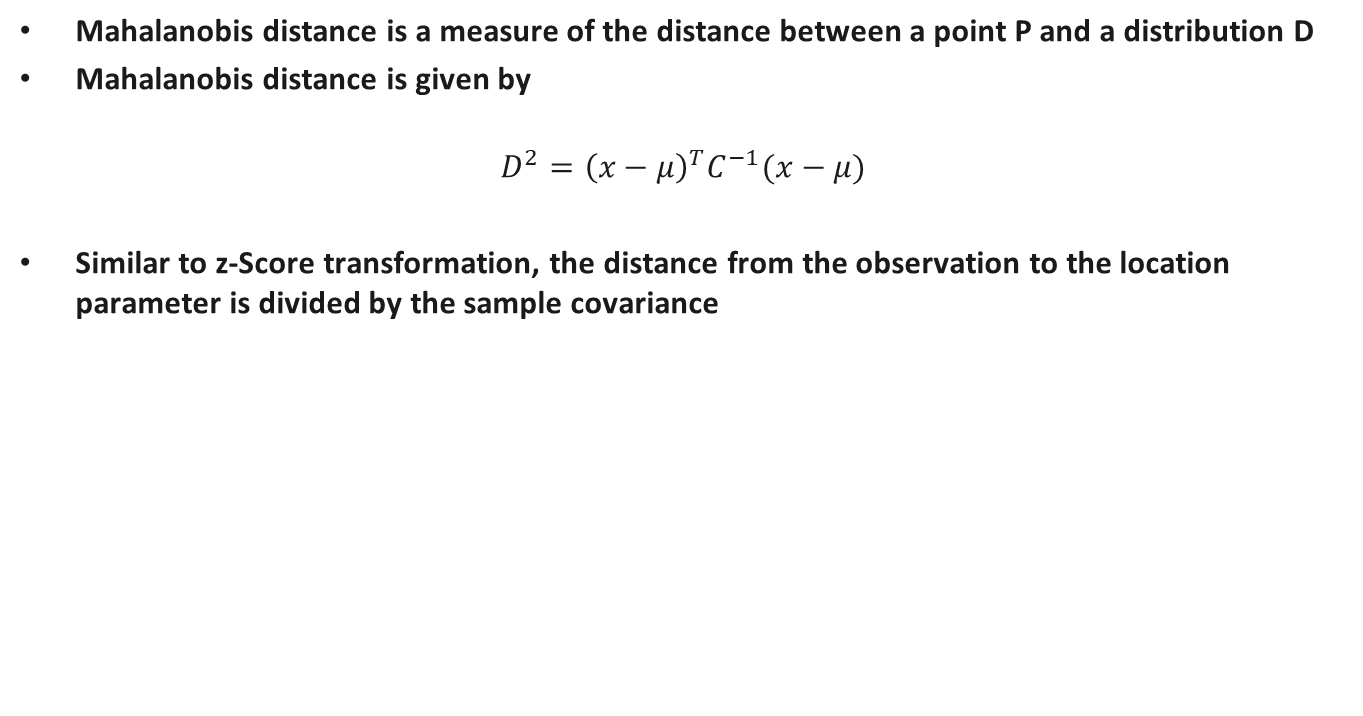 • Mahalanobis distance is a measure of the distance between a point P and a distribution D
• Mahalanobis distance is given by
D² = (x − μ)ᵀC⁻¹(x − μ)
• Similar to z-Score transformation, the distance from the observation to the location
parameter is divided by the sample covariance